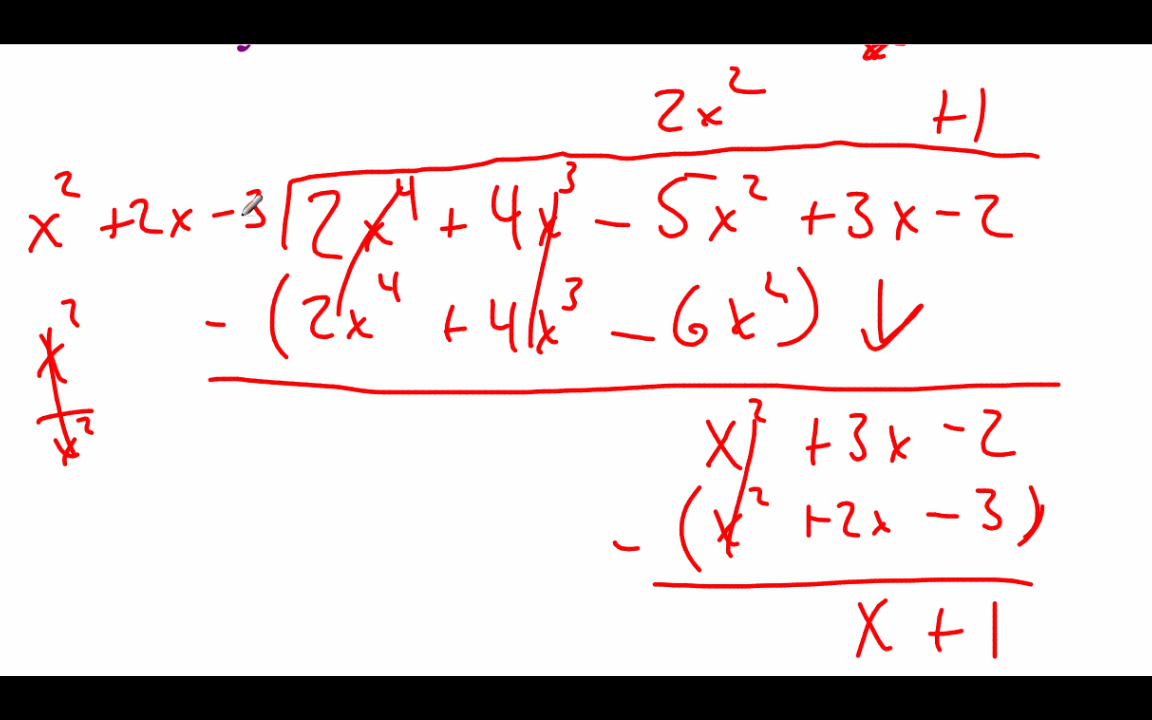 2x² +1
x² +2x -3 2x⁴ + 4x³ - 5x² +3x -2
- (2x⁴ +4x³ - 6x⁴)
x²
x²
x² +3x -2
- (x² +2x -3)
x + 1